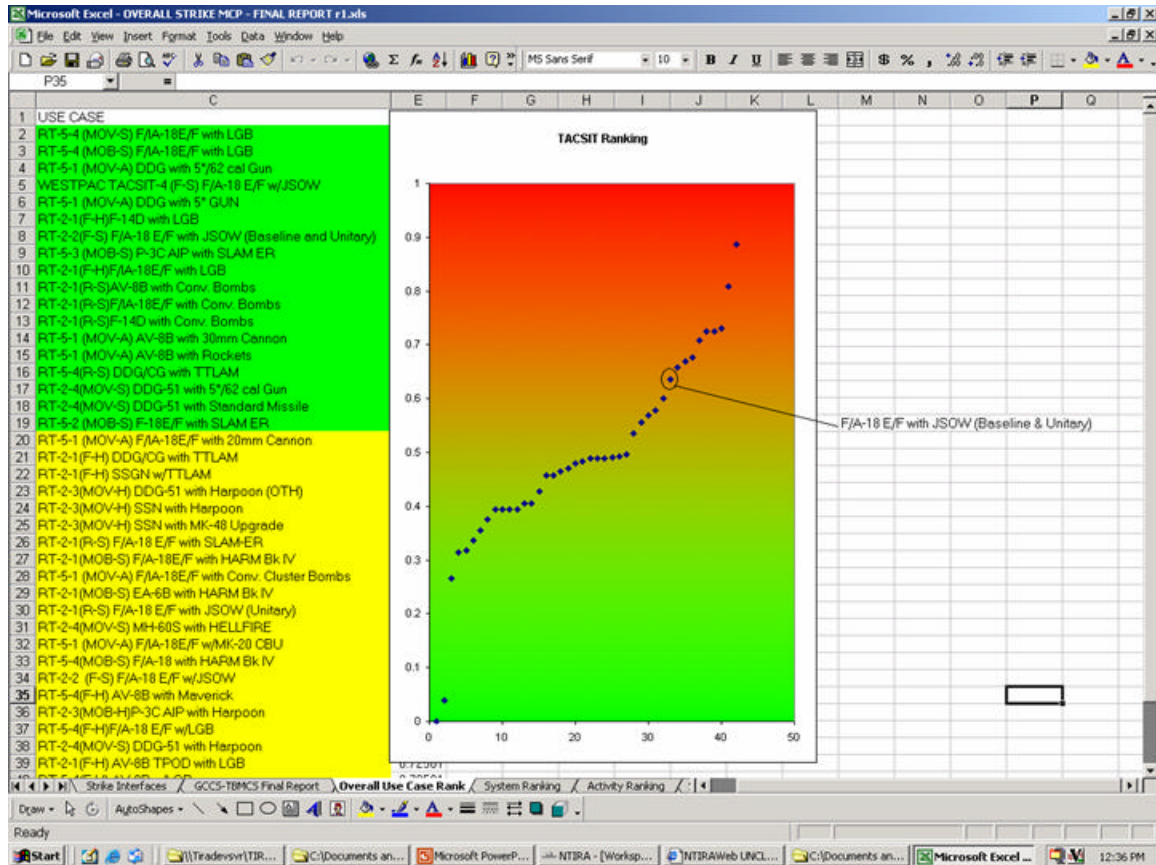 Microsoft Excel - OVERALL STRIKE MCP - FINAL REPORT r1.xls
File Edit View Insert Format Tools Data Window Help
MS Sans Serif 10 B I U $ % ,
P35 =
C E F G H I J K L M N O P Q
1 USE CASE
2 RT-5-4 (MOV-S) F/IA-18E/F with LGB
3 RT-5-4 (MOB-S) F/IA-18E/F with LGB
4 RT-5-1 (MOV-A) DDG with 5"/62 cal Gun
5 WESTPAC TACSIT-4 (F-S) F/A-18 E/F w/JSOW
6 RT-5-1 (MOV-A) DDG with 5" GUN
7 RT-2-1(F-H)F-14D with LGB
8 RT-2-2(F-S) F/A-18 E/F with JSOW (Baseline and Unitary)
9 RT-5-3 (MOB-S) P-3C AIP with SLAM ER
10 RT-2-1(F-H)F/IA-18E/F with LGB
11 RT-2-1(R-S)AV-8B with Conv. Bombs
12 RT-2-1(R-S)F/IA-18E/F with Conv. Bombs
13 RT-2-1(R-S)F-14D with Conv. Bombs
14 RT-5-1 (MOV-A) AV-8B with 30mm Cannon
15 RT-5-1 (MOV-A) AV-8B with Rockets
16 RT-5-4(R-S) DDG/CG with TTLAM
17 RT-2-4(MOV-S) DDG-51 with 5"/62 cal Gun
18 RT-2-4(MOV-S) DDG-51 with Standard Missile
19 RT-5-2 (MOB-S) F-18E/F with SLAM ER
20 RT-5-1 (MOV-A) F/IA-18E/F with 20mm Cannon
21 RT-2-1(F-H) DDG/CG with TTLAM
22 RT-2-1(F-H) SSGN w/TTLAM
23 RT-2-3(MOV-H) DDG-51 with Harpoon (OTH)
24 RT-2-3(MOV-H) SSN with Harpoon
25 RT-2-3(MOV-H) SSN with MK-48 Upgrade
26 RT-2-1(R-S) F/A-18 E/F with SLAM-ER
27 RT-2-1(MOB-S) F/A-18E/F with HARM Bk IV
28 RT-5-1 (MOV-A) F/IA-18E/F with Conv. Cluster Bombs
29 RT-2-1(MOB-S) EA-6B with HARM Bk IV
30 RT-2-1(R-S) F/A-18 E/F with JSOW (Unitary)
31 RT-2-4(MOV-S) MH-60S with HELLFIRE
32 RT-5-1 (MOV-A) F/IA-18E/F w/MK-20 CBU
33 RT-5-4(MOB-S) F/A-18 with HARM Bk IV
34 RT-2-2 (F-S) F/A-18 E/F w/JSOW
35 RT-5-4(F-H) AV-8B with Maverick
36 RT-2-3(MOB-H)P-3C AIP with Harpoon
37 RT-5-4(F-H)F/A-18 E/F w/LGB
38 RT-2-4(MOV-S) DDG-51 with Harpoon
39 RT-2-1(F-H) AV-8B TPOD with LGB
TACSIT Ranking
1
0.9
0.8
0.7
0.6
0.5
0.4
0.3
0.2
0.1
0
0 10 20 30 40 50
F/A-18 E/F with JSOW (Baseline & Unitary)
Strike Interfaces GCCS-TBMCS Final Report Overall Use Case Rank System Ranking Activity Ranking
Draw AutoShapes
Ready
Start \\Tiradevsvr\TIR... C:\Documents an... Microsoft PowerP... NTIRA - [Worksp... NTIRAWeb UNCL... C:\Documents an... Microsoft Excel ... 12:36 PM